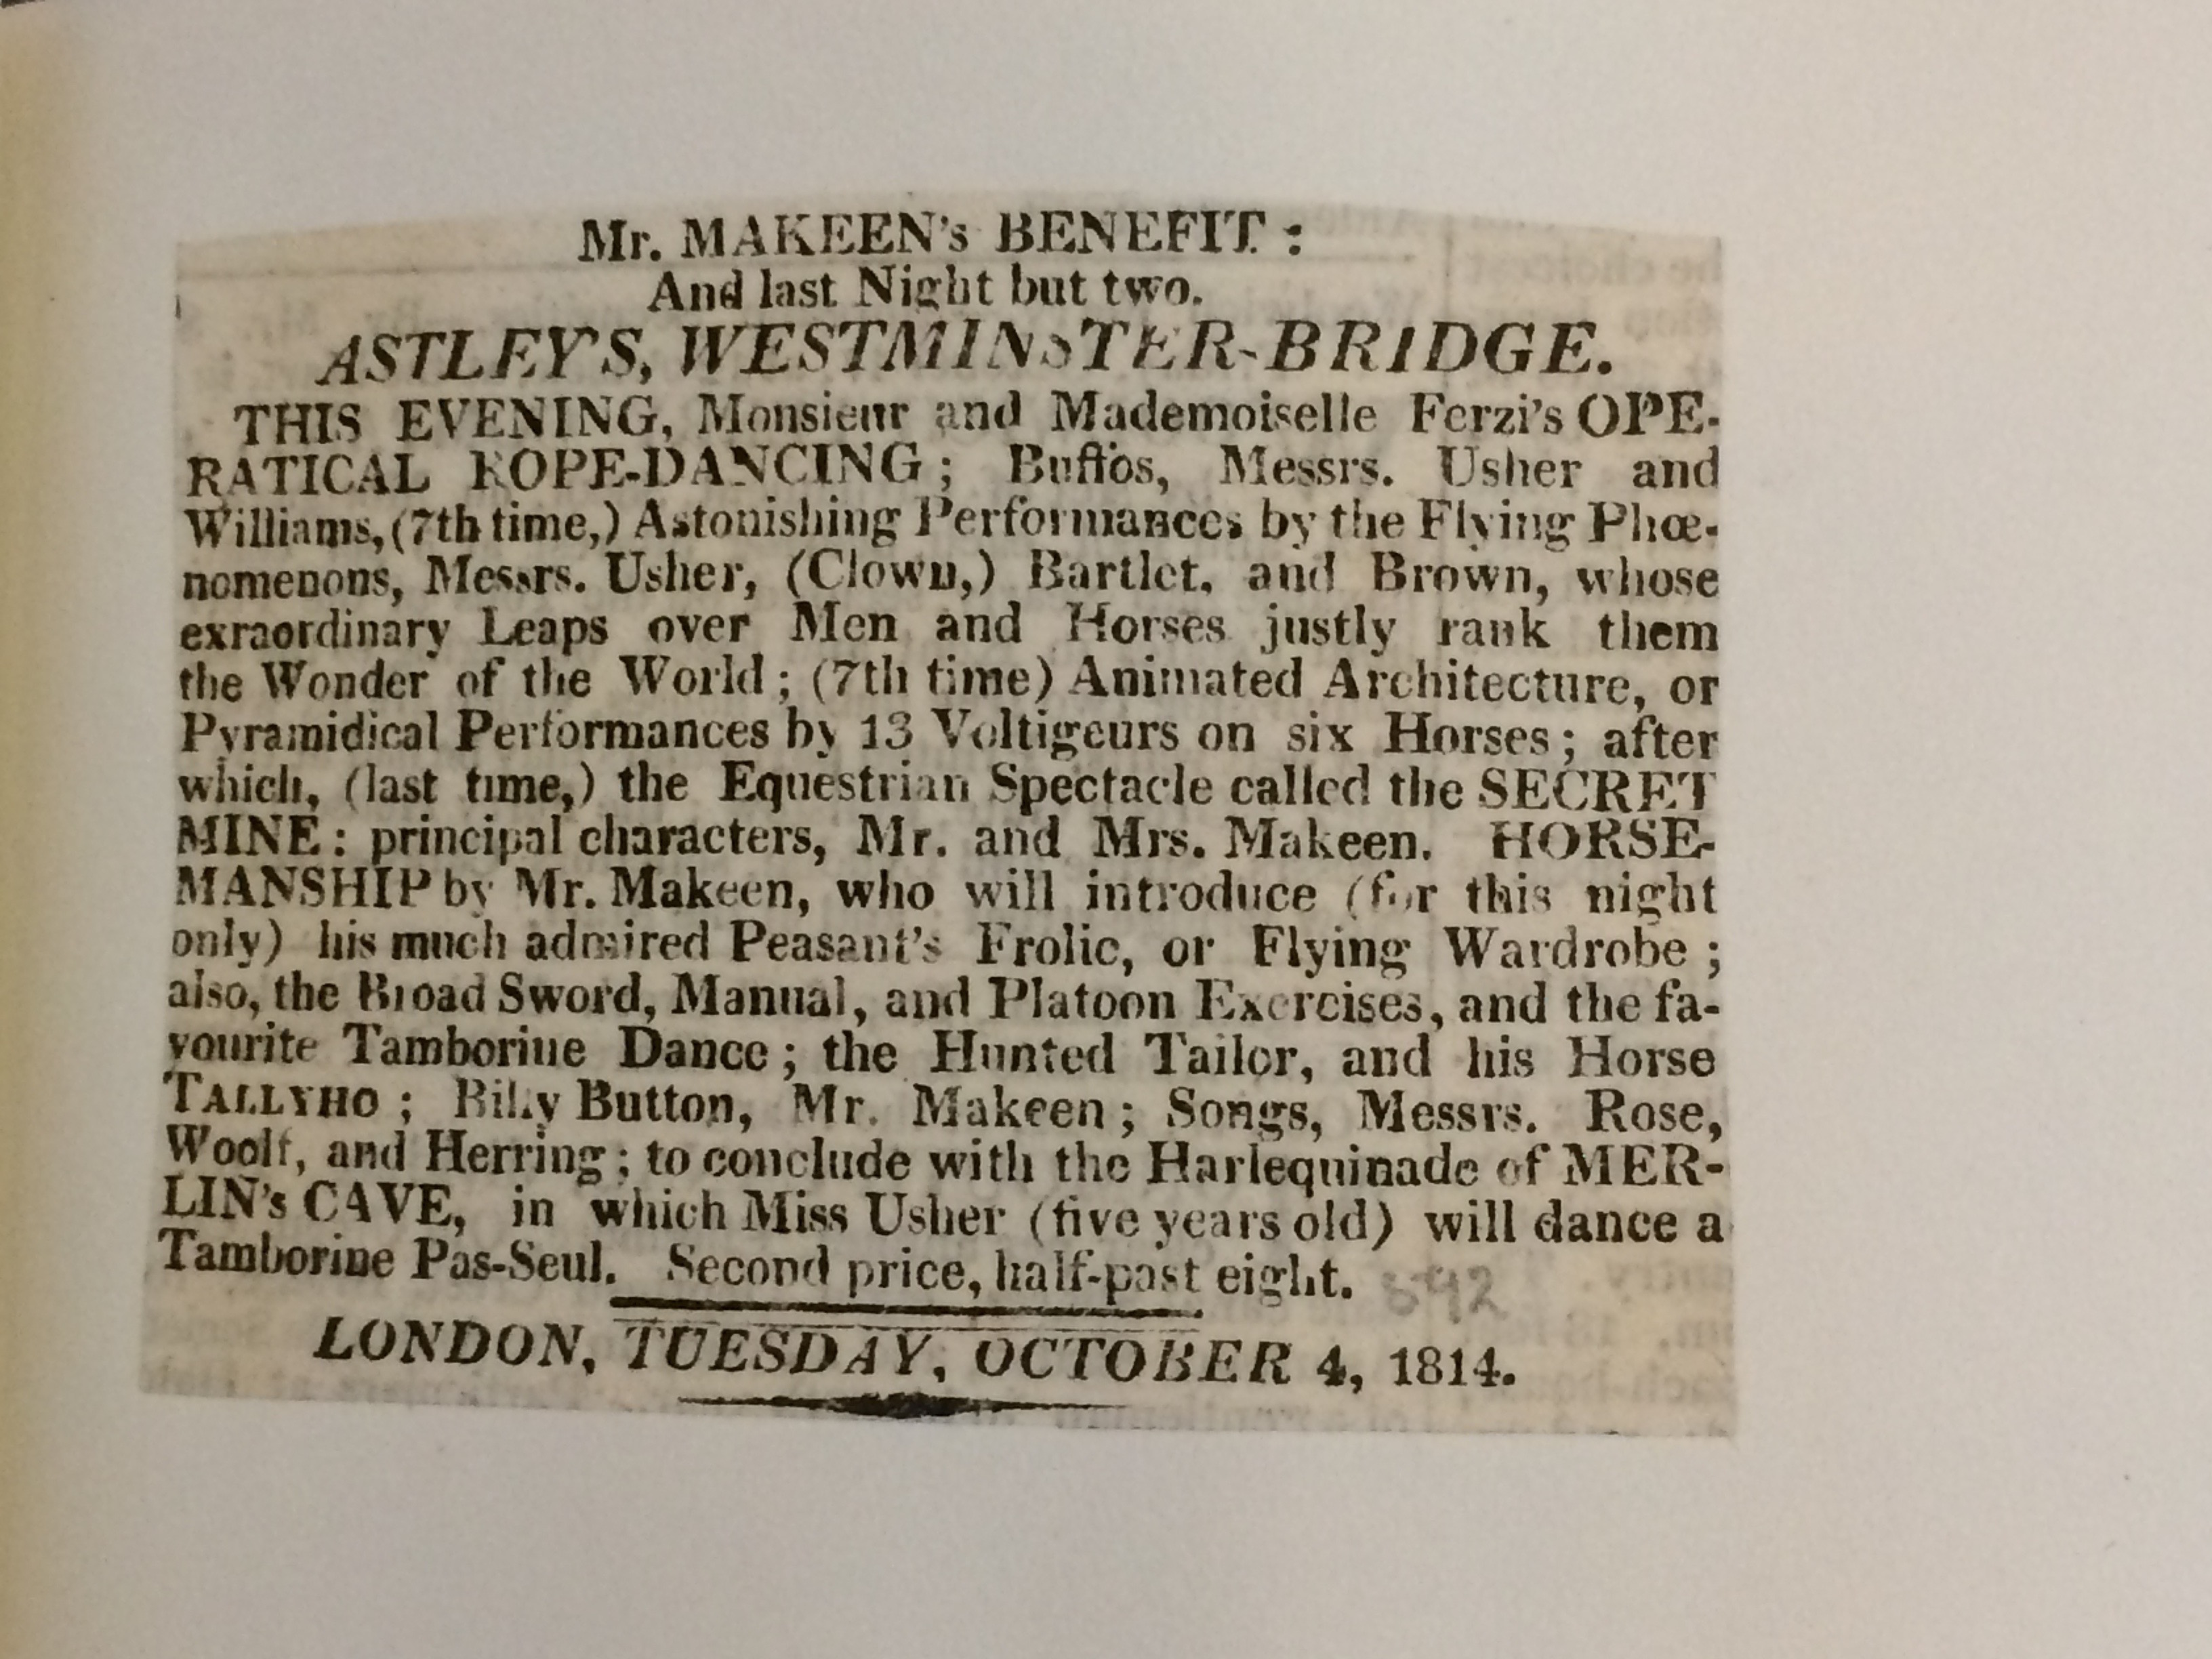 Mr. MAKEEN's BENEFIT :
And last Night but two.
ASTLEY'S, WESTMINSTER-BRIDGE.
THIS EVENING, Monsieur and Mademoiselle Ferzi's OPE-
RATICAL ROPE-DANCING ; Buffos, Messrs. Usher and
Williams, (7th time,) Astonishing Performances by the Flying Phœ-
nomenons, Messrs. Usher, (Clown,) Bartlet, and Brown, whose
exraordinary Leaps over Men and Horses justly rank them
the Wonder of the World ; (7th time) Animated Architecture, or
Pyramidical Performances by 13 Voltigeurs on six Horses ; after
which, (last time,) the Equestrian Spectacle called the SECRET
MINE : principal characters, Mr. and Mrs. Makeen. HORSE-
MANSHIP by Mr. Makeen, who will introduce (for this night
only) his much admired Peasant's Frolic, or Flying Wardrobe ;
also, the Broad Sword, Manual, and Platoon Exercises, and the fa-
vourite Tamborine Dance ; the Hunted Tailor, and his Horse
TALLYHO ; Billy Button, Mr. Makeen ; Songs, Messrs. Rose,
Woolf, and Herring ; to conclude with the Harlequinade of MER-
LIN's CAVE, in which Miss Usher (five years old) will dance a
Tamborine Pas-Seul. Second price, half-past eight.
LONDON, TUESDAY, OCTOBER 4, 1814.